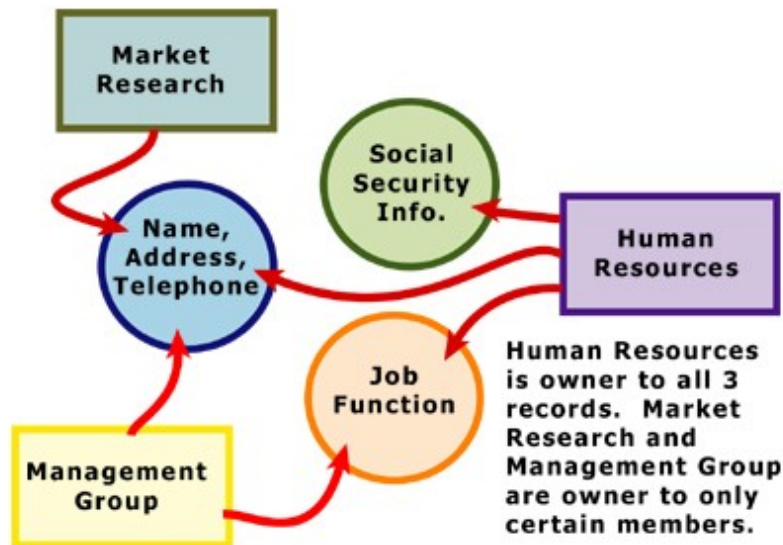 Market
Research
Social
Security
Info.
Name,
Address,
Telephone
Human
Resources
Job
Function
Management
Group
Human Resources
is owner to all 3
records.  Market
Research and
Management Group
are owner to only
certain members.